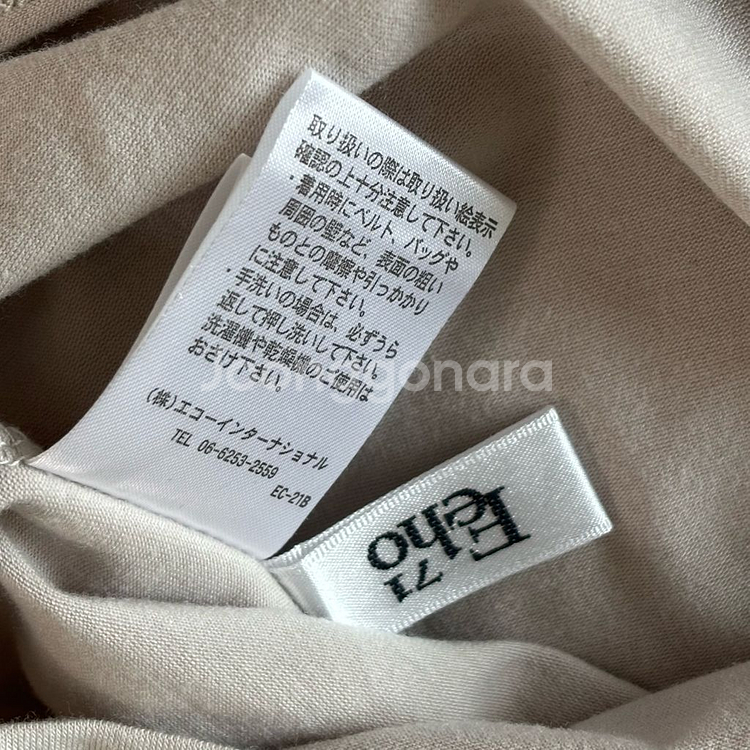 取り扱いの際は取り扱い絵表示
確認の上十分注意して下さい。
・着用時にベルト、バッグや
周囲の壁など、表面の粗い
ものとの摩擦や引っかかり
に注意して下さい。
・手洗いの場合は、必ずうら
返して押し洗いして下さい。
洗濯機や乾燥機のご使用は
おさけ下さい。
(株)エコーインターナショナル
TEL 06-6253-2559
EC-21B
Joonggonara
Echo
71